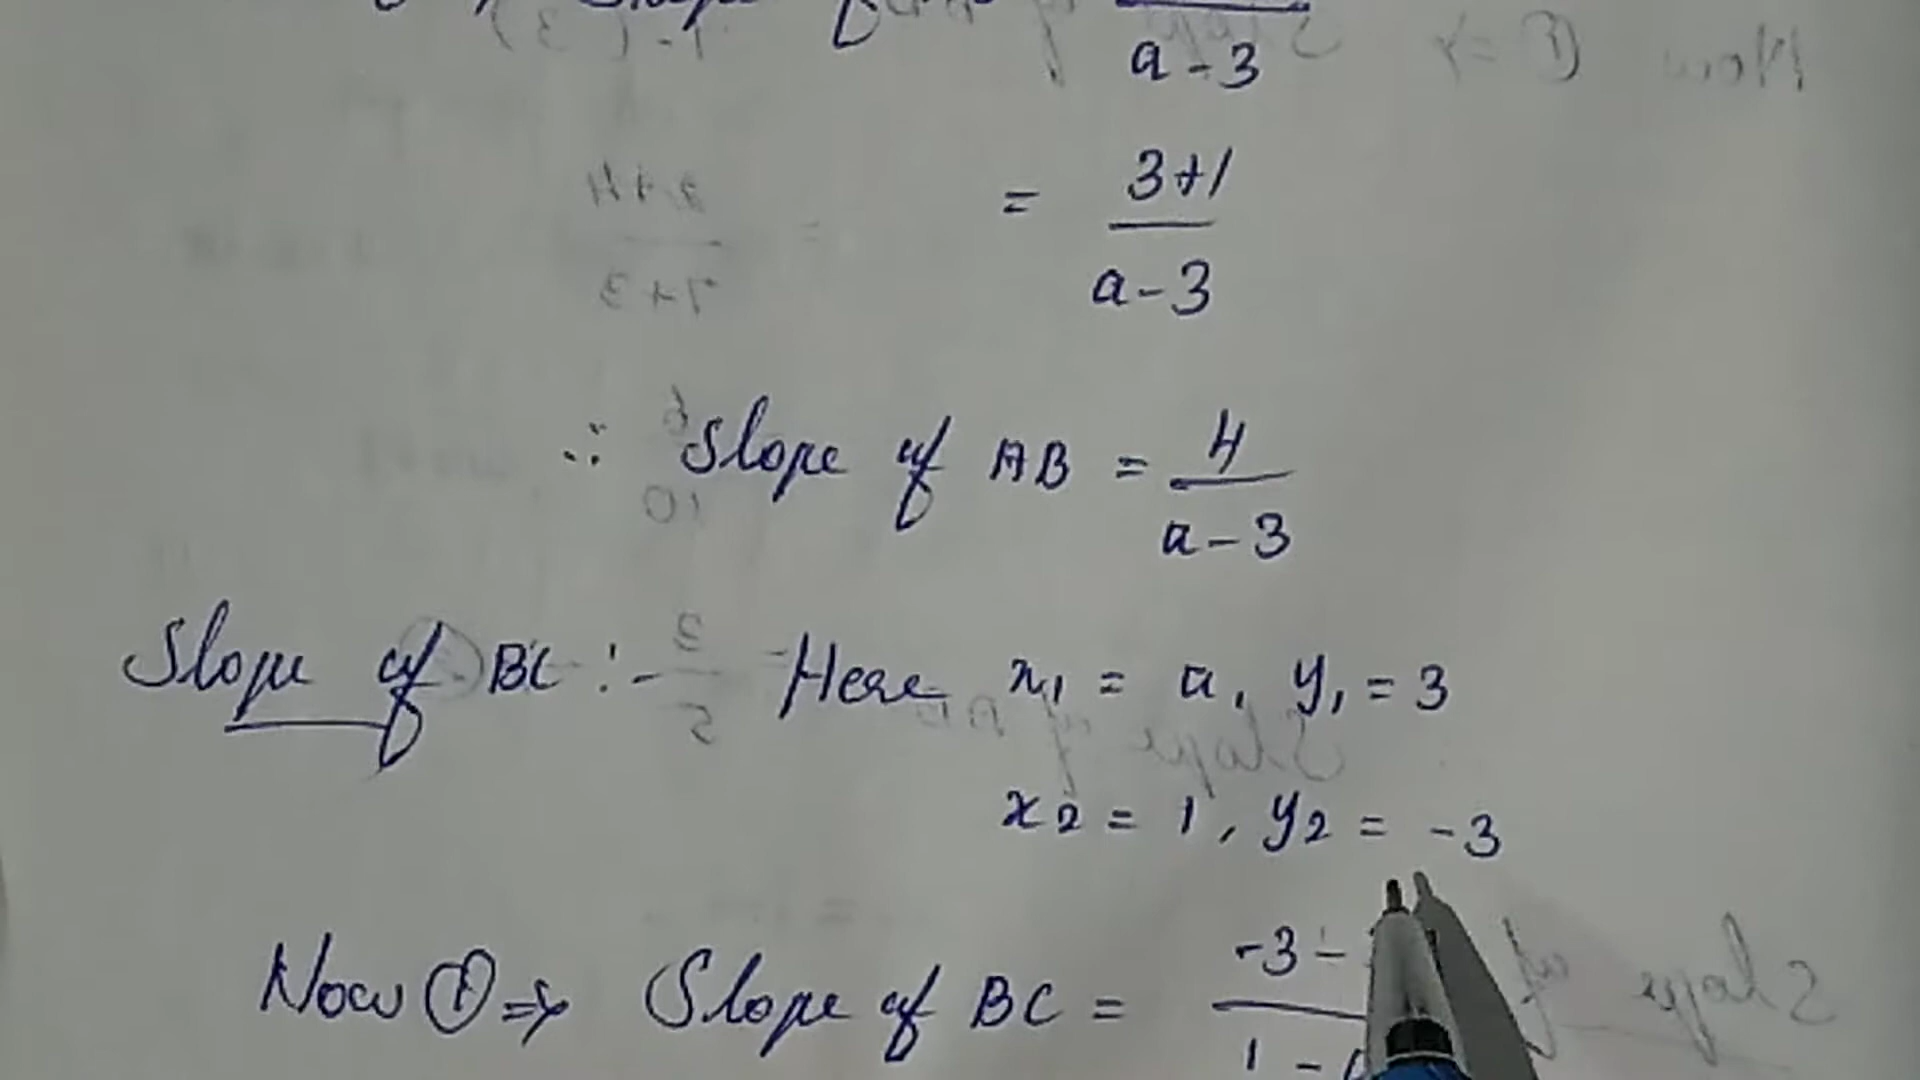 a - 3
= 3+1
a-3
∴ Slope of AB = 4
a-3
Slope of BC :- Here x1 = a, y1 = 3
x2 = 1, y2 = -3
-3 -
Now ① ⇒ Slope of BC =
1 -